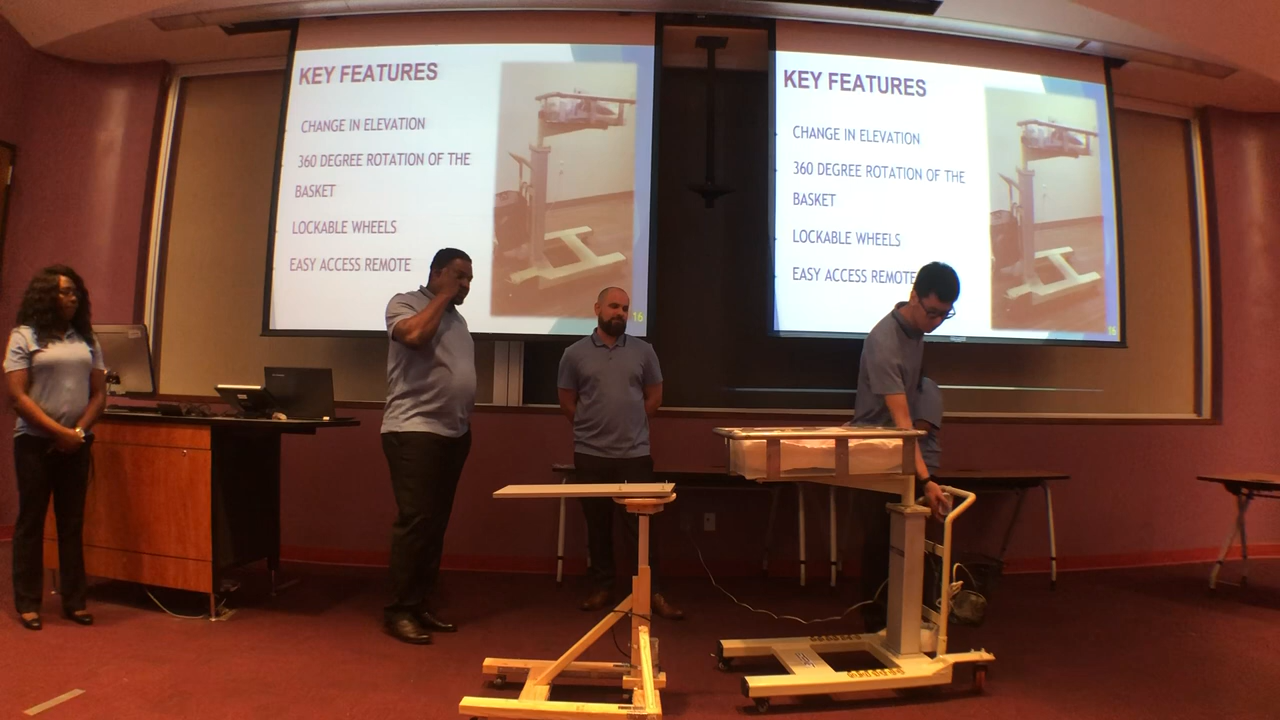 KEY FEATURES
CHANGE IN ELEVATION
360 DEGREE ROTATION OF THE
BASKET
LOCKABLE WHEELS
EASY ACCESS REMOTE
16
KEY FEATURES
CHANGE IN ELEVATION
360 DEGREE ROTATION OF THE
BASKET
LOCKABLE WHEELS
EASY ACCESS REMOTE
16